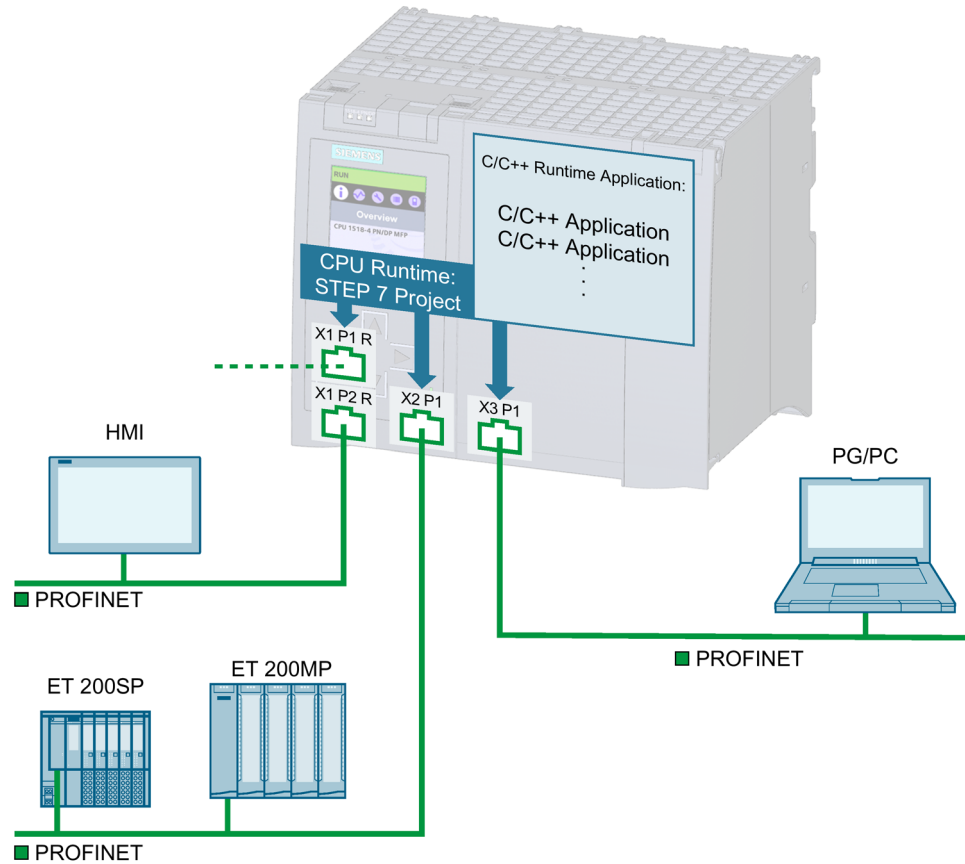 SIEMENS
RUN
Overview
CPU 1518-4 PN/DP MFP
C/C++ Runtime Application:
C/C++ Application
C/C++ Application
.
.
.
CPU Runtime:
STEP 7 Project
X1 P1 R
X1 P2 R
X2 P1
X3 P1
HMI
PROFINET
PG/PC
PROFINET
ET 200SP
ET 200MP
PROFINET